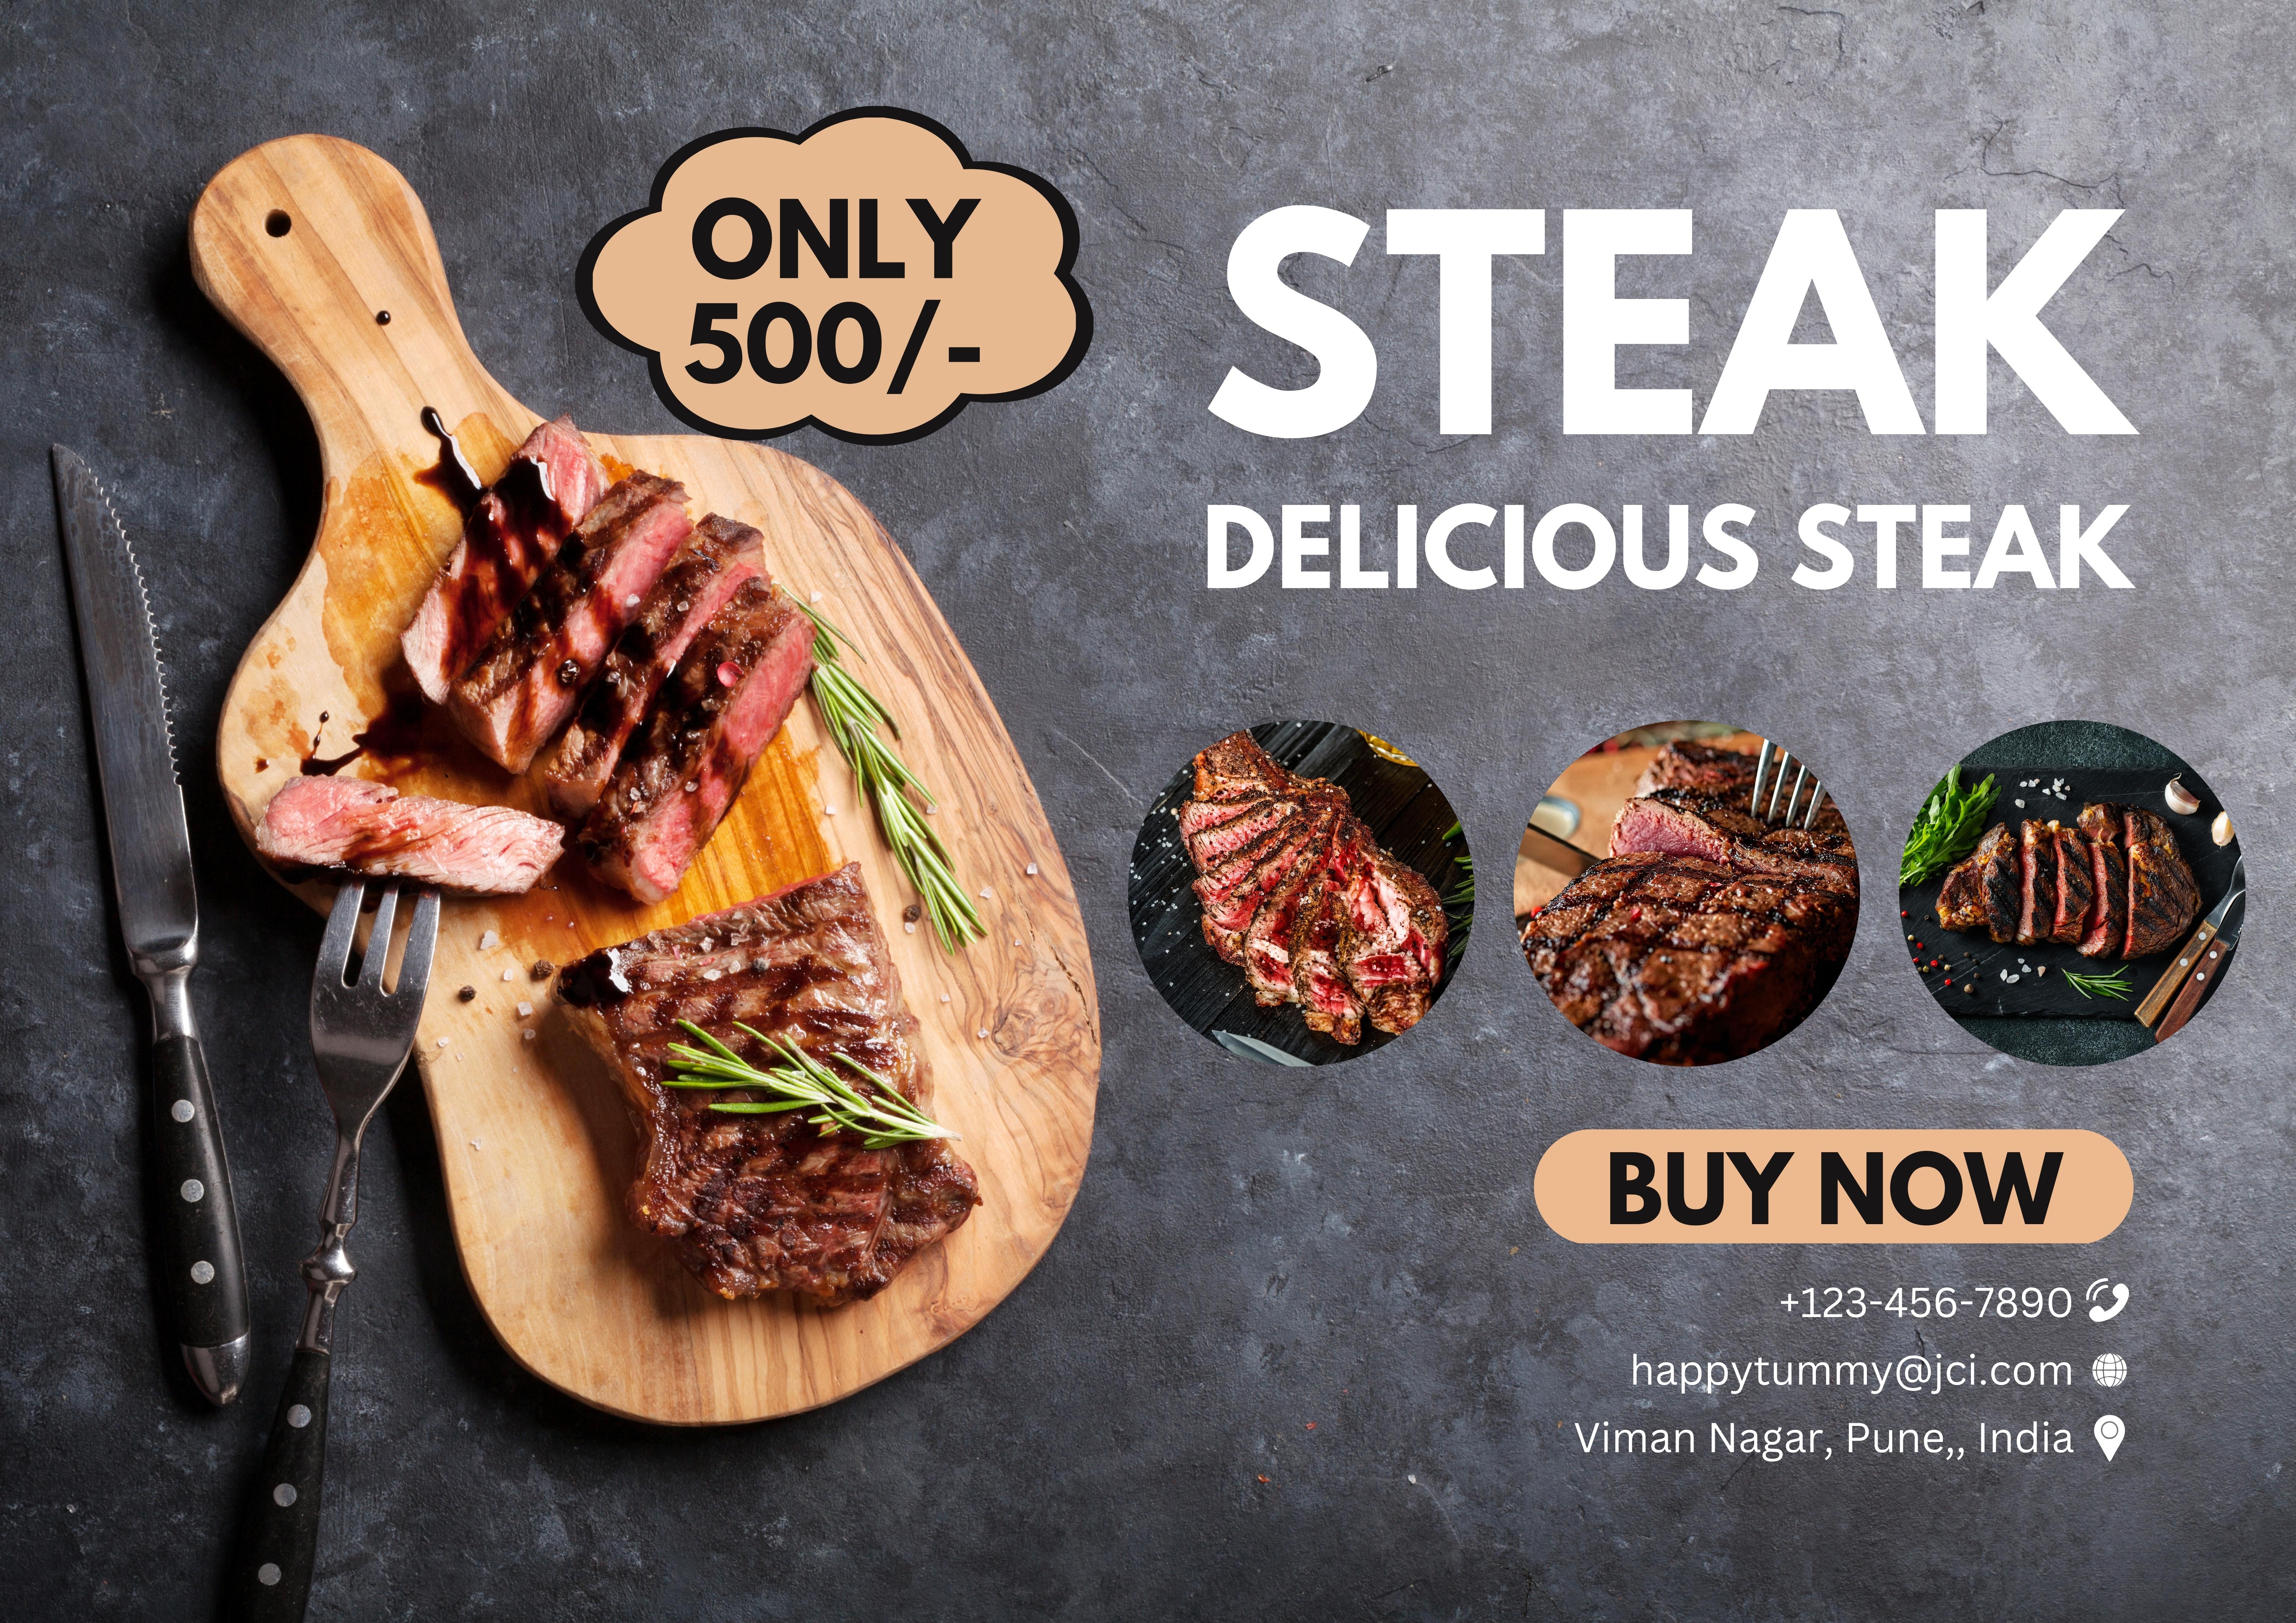 ONLY
500/-
STEAK
DELICIOUS STEAK
BUY NOW
+123-456-7890
happytummy@jci.com
Viman Nagar, Pune,, India